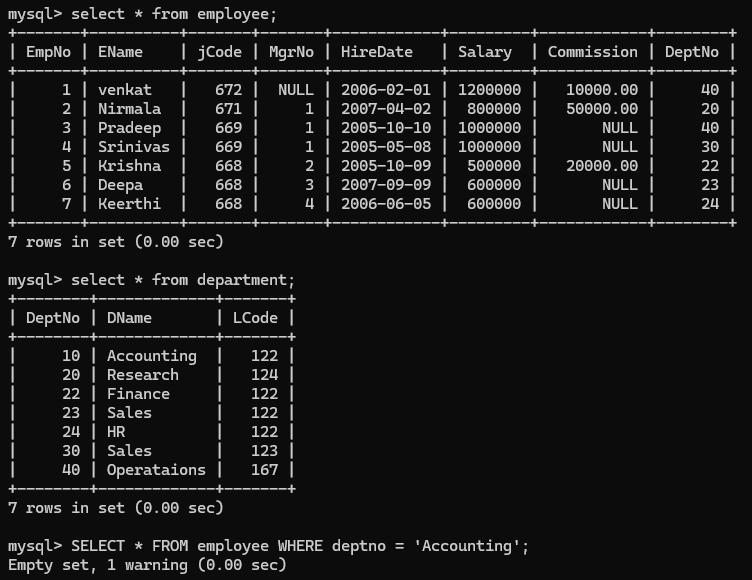 mysql> select * from employee;
+-------+----------+-------+-------+------------+---------+------------+--------+
| EmpNo | EName    | jCode | MgrNo | HireDate   | Salary  | Commission | DeptNo |
+-------+----------+-------+-------+------------+---------+------------+--------+
|     1 | venkat   |   672 |  NULL | 2006-02-01 | 1200000 |   10000.00 |     40 |
|     2 | Nirmala  |   671 |     1 | 2007-04-02 |  800000 |   50000.00 |     20 |
|     3 | Pradeep  |   669 |     1 | 2005-10-10 | 1000000 |       NULL |     40 |
|     4 | Srinivas |   669 |     1 | 2005-05-08 | 1000000 |       NULL |     30 |
|     5 | Krishna  |   668 |     2 | 2005-10-09 |  500000 |   20000.00 |     22 |
|     6 | Deepa    |   668 |     3 | 2007-09-09 |  600000 |       NULL |     23 |
|     7 | Keerthi  |   668 |     4 | 2006-06-05 |  600000 |       NULL |     24 |
+-------+----------+-------+-------+------------+---------+------------+--------+
7 rows in set (0.00 sec)

mysql> select * from department;
+--------+-------------+-------+
| DeptNo | DName       | LCode |
+--------+-------------+-------+
|     10 | Accounting  |   122 |
|     20 | Research    |   124 |
|     22 | Finance     |   122 |
|     23 | Sales       |   122 |
|     24 | HR          |   122 |
|     30 | Sales       |   123 |
|     40 | Operataions |   167 |
+--------+-------------+-------+
7 rows in set (0.00 sec)

mysql> SELECT * FROM employee WHERE deptno = 'Accounting';
Empty set, 1 warning (0.00 sec)